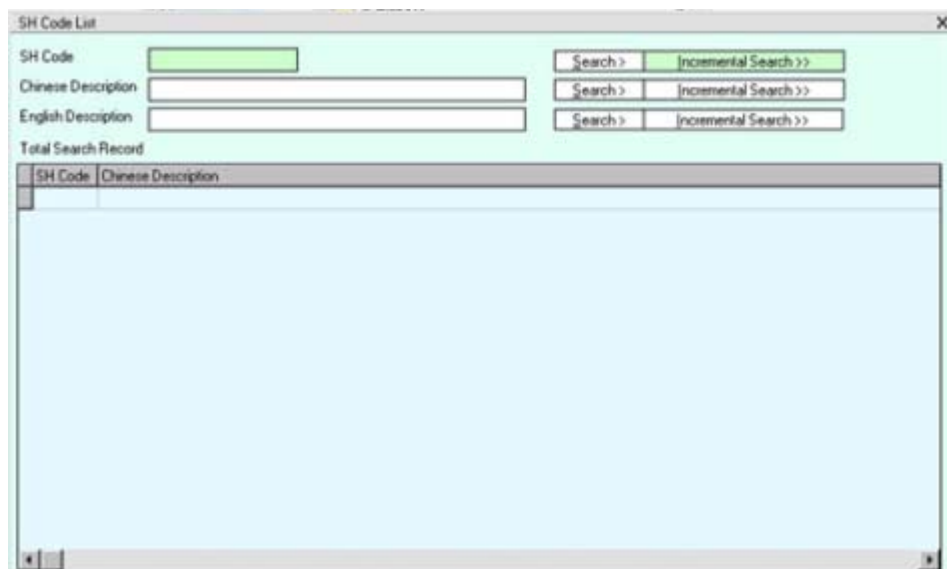 SH Code List
SH Code Search > Incremental Search >>
Chinese Description Search > Incremental Search >>
English Description Search > Incremental Search >>
Total Search Record
SH Code Chinese Description